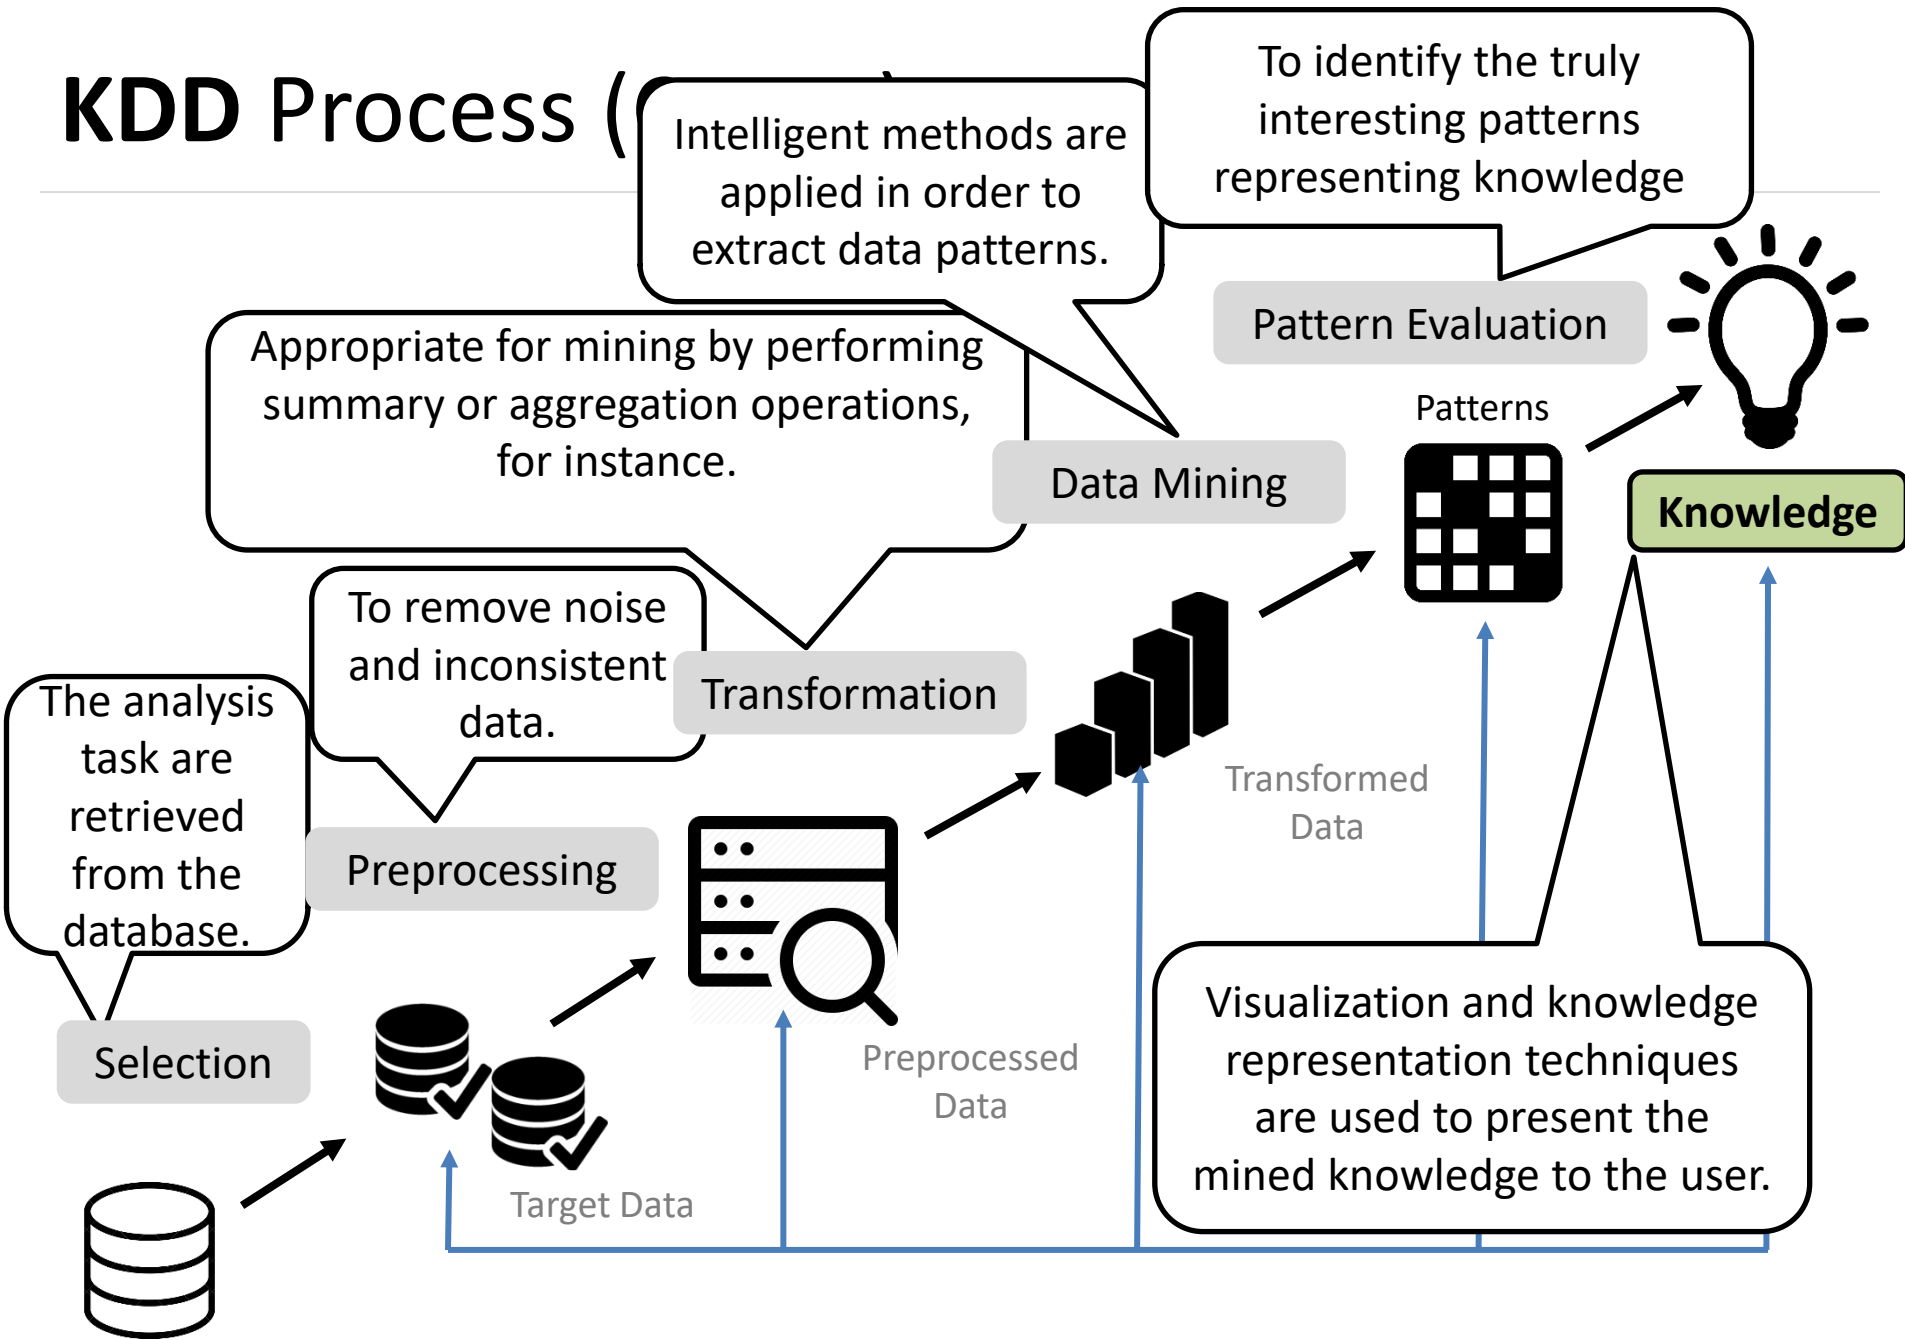 KDD Process (
Intelligent methods are
applied in order to
extract data patterns.
To identify the truly
interesting patterns
representing knowledge
Pattern Evaluation
Appropriate for mining by performing
summary or aggregation operations,
for instance.
Patterns
Data Mining
Knowledge
To remove noise
and inconsistent
data.
Transformation
The analysis
task are
retrieved
from the
database.
Transformed
Data
Preprocessing
Selection
Preprocessed
Data
Visualization and knowledge
representation techniques
are used to present the
mined knowledge to the user.
Target Data